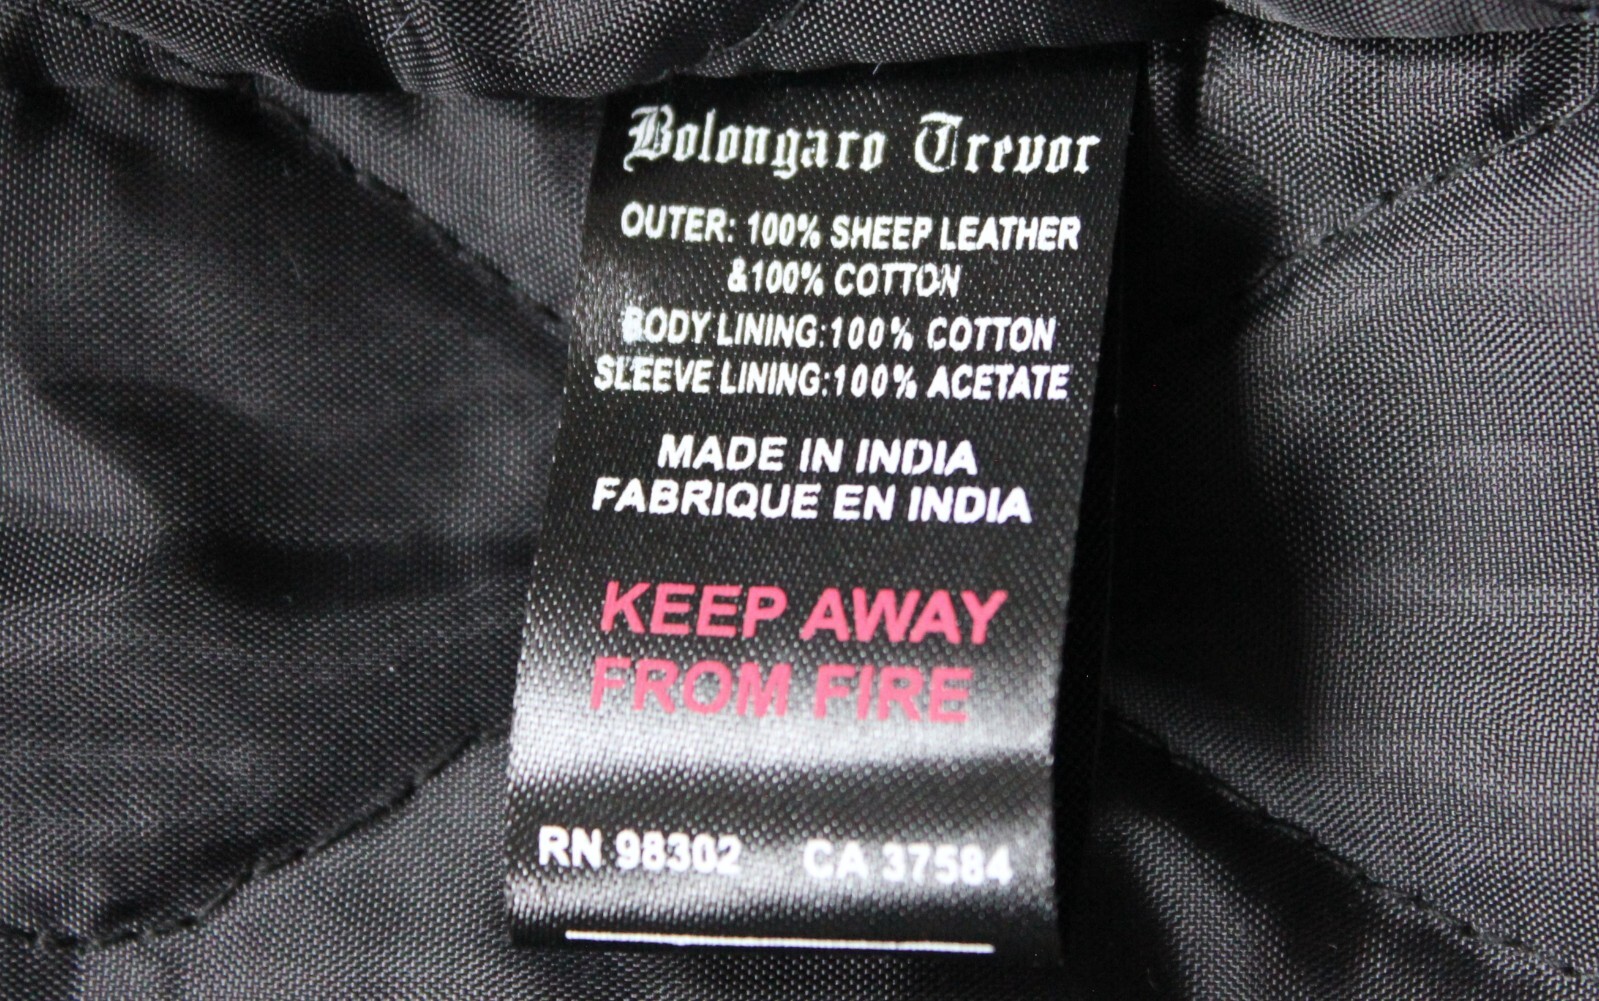 Bolongaro Trevor
OUTER: 100% SHEEP LEATHER
&100% COTTON
BODY LINING:100% COTTON
SLEEVE LINING:100% ACETATE
MADE IN INDIA
FABRIQUE EN INDIA
KEEP AWAY
FROM FIRE
RN 98302 CA 37584